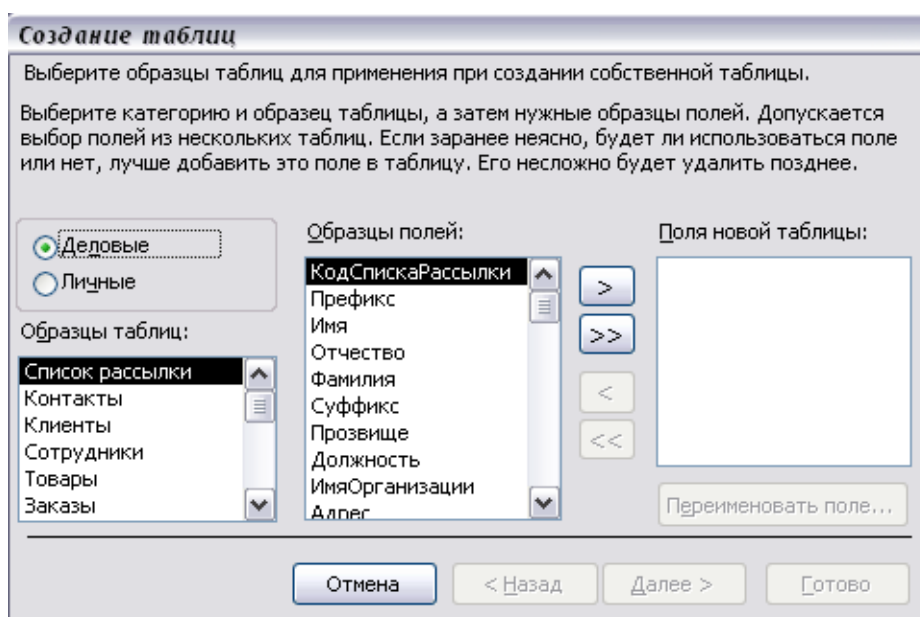 Создание таблиц
Выберите образцы таблиц для применения при создании собственной таблицы.
Выберите категорию и образец таблицы, а затем нужные образцы полей. Допускается
выбор полей из нескольких таблиц. Если заранее неясно, будет ли использоваться поле
или нет, лучше добавить это поле в таблицу. Его несложно будет удалить позднее.
Деловые
Личные
Образцы таблиц:
Список рассылки
Контакты
Клиенты
Сотрудники
Товары
Заказы
Образцы полей:
КодСпискаРассылки
Префикс
Имя
Отчество
Фамилия
Суффикс
Прозвище
Должность
ИмяОрганизации
Адрес
>
>>
<
<<
Поля новой таблицы:
Переименовать поле...
Отмена
< Назад
Далее >
Готово